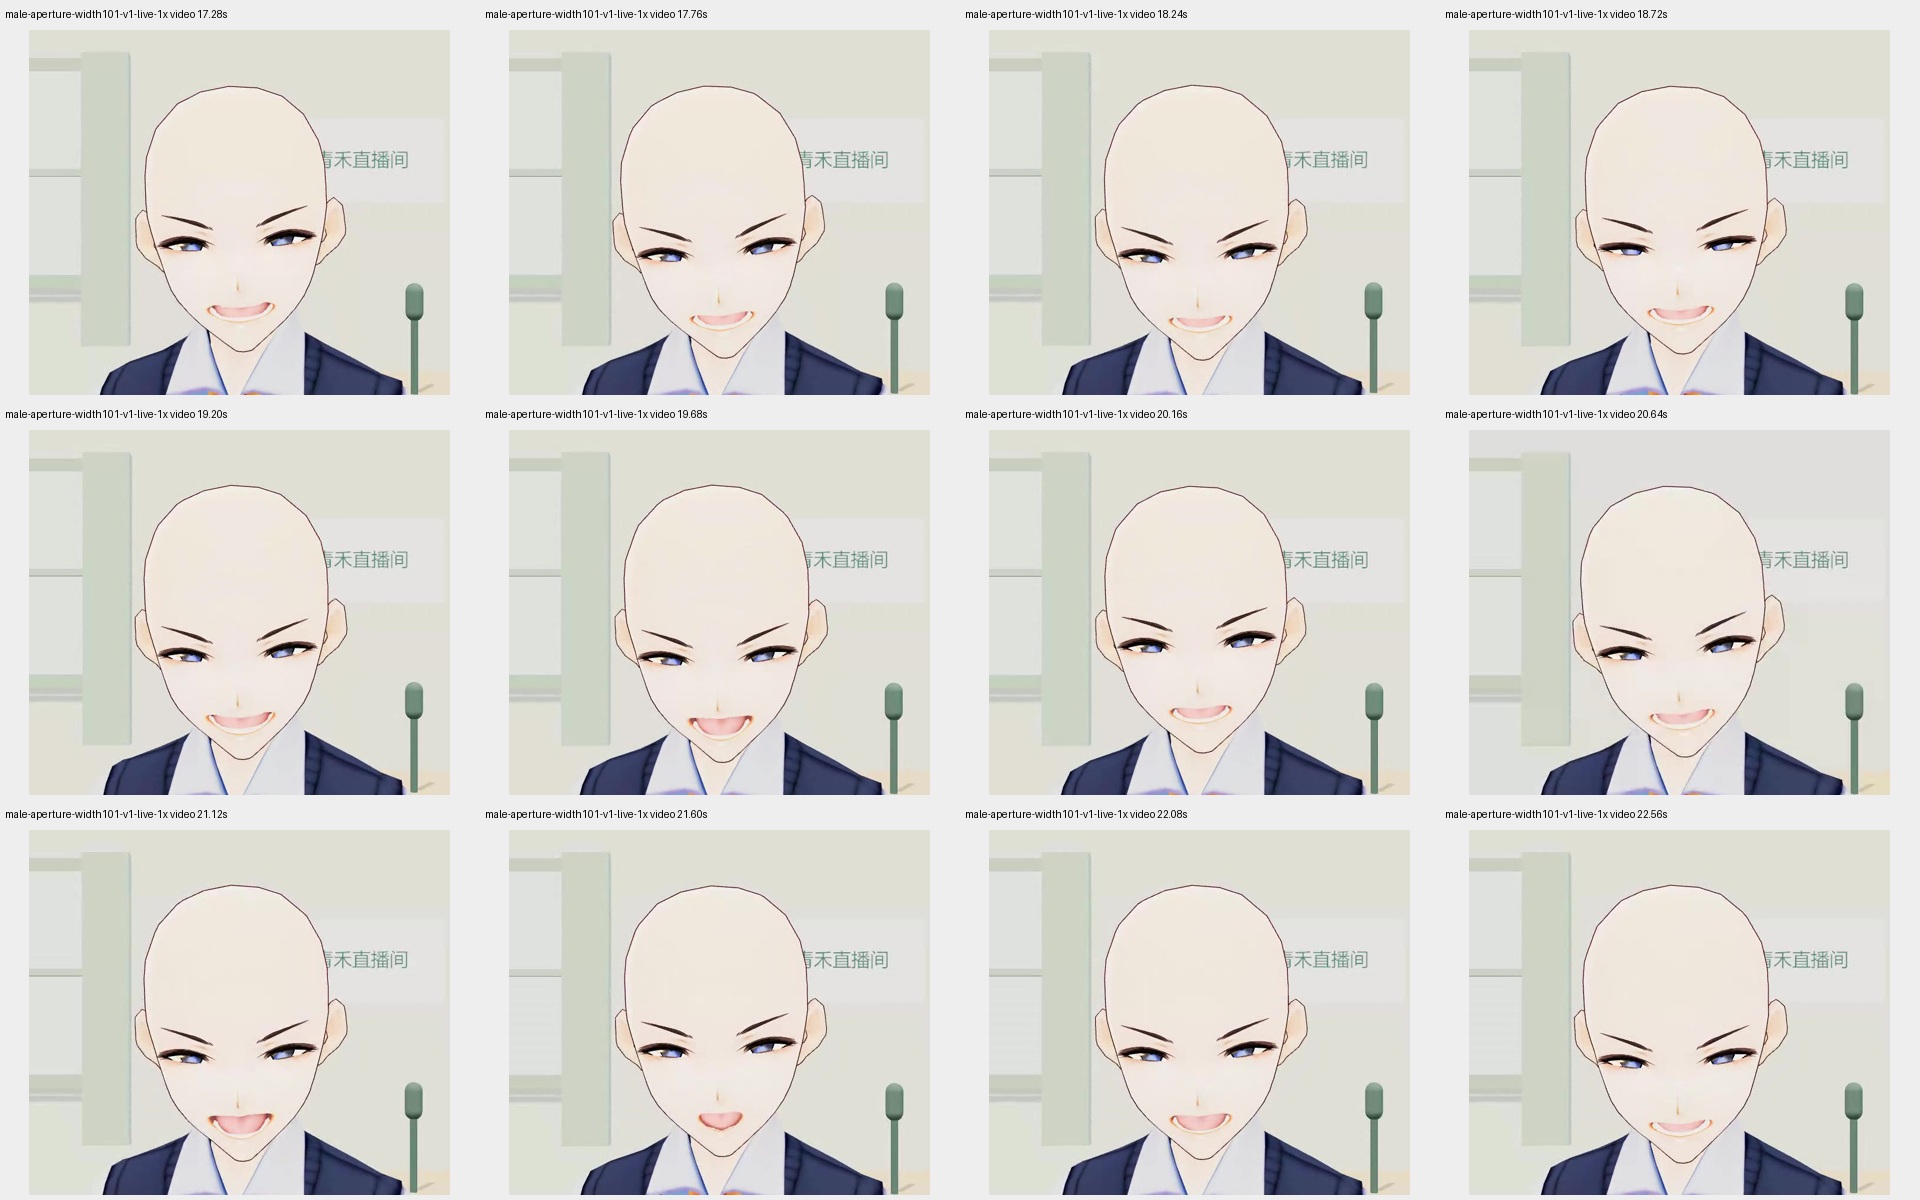 male-aperture-width101-v1-live-1x video 17.28s
male-aperture-width101-v1-live-1x video 17.76s
male-aperture-width101-v1-live-1x video 18.24s
male-aperture-width101-v1-live-1x video 18.72s
青禾直播间
青禾直播间
青禾直播间
青禾直播间
male-aperture-width101-v1-live-1x video 19.20s
male-aperture-width101-v1-live-1x video 19.68s
male-aperture-width101-v1-live-1x video 20.16s
male-aperture-width101-v1-live-1x video 20.64s
青禾直播间
青禾直播间
青禾直播间
青禾直播间
male-aperture-width101-v1-live-1x video 21.12s
male-aperture-width101-v1-live-1x video 21.60s
male-aperture-width101-v1-live-1x video 22.08s
male-aperture-width101-v1-live-1x video 22.56s
青禾直播间
青禾直播间
青禾直播间
青禾直播间